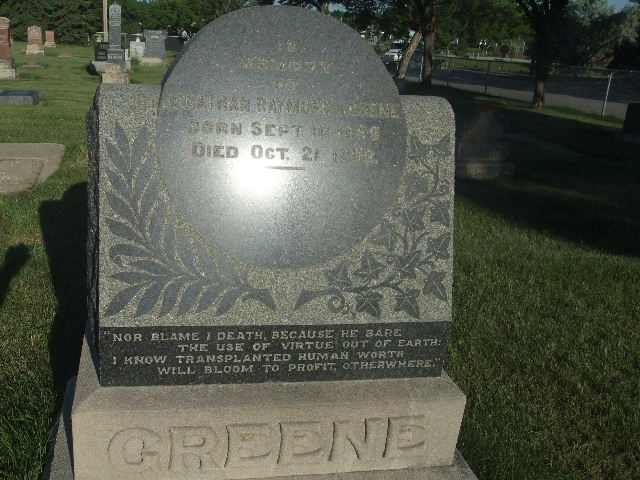 IN
MEMORY
OF
RAYMOND GREENE
BORN SEPT. 
DIED OCT. 21
"NOR BLAME I DEATH, BECAUSE HE BARE
THE USE OF VIRTUE OUT OF EARTH:
I KNOW TRANSPLANTED HUMAN WORTH
WILL BLOOM TO PROFIT, OTHERWHERE."
GREENE